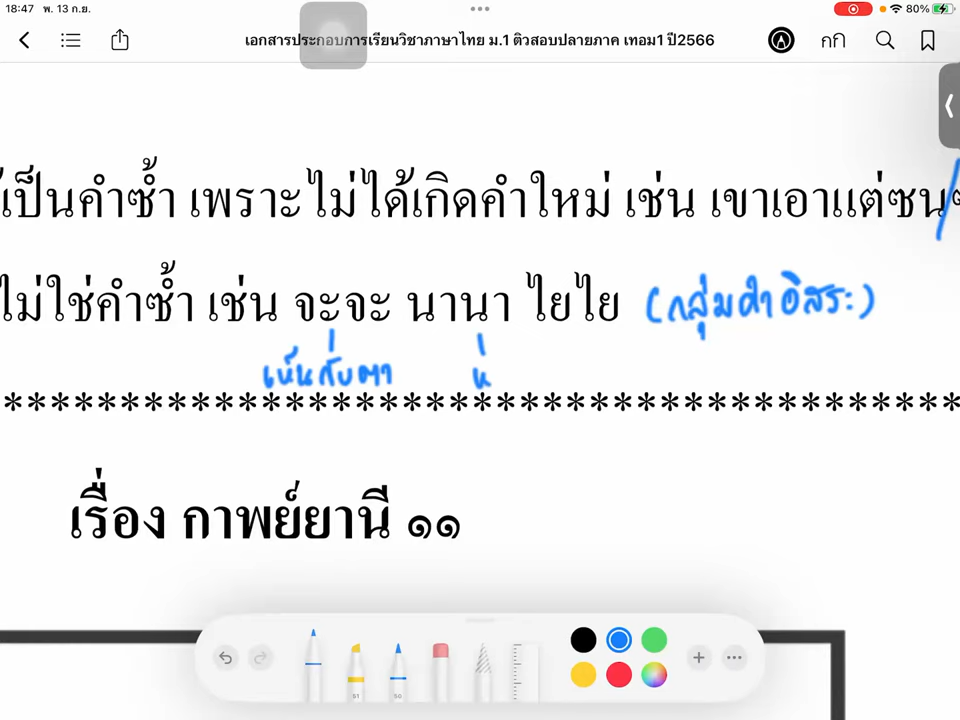 18:47 พ. 13 ก.ย.
80%
เอกสารประกอบการเรียนวิชาภาษาไทย ม.1 ติวสอบปลายภาค เทอม1 ปี2566
กกิ
เป็นคำซ้ำ เพราะไม่ได้เกิดคำใหม่ เช่น เขาเอาแต่ซน
ไม่ใช่คำซ้ำ เช่น จะจะ นานา ไยไย (กลุ่มคำอิสระ)
เห็นกับตา
********************************************
เรื่อง กาพย์ยานี ๑๑
51 50